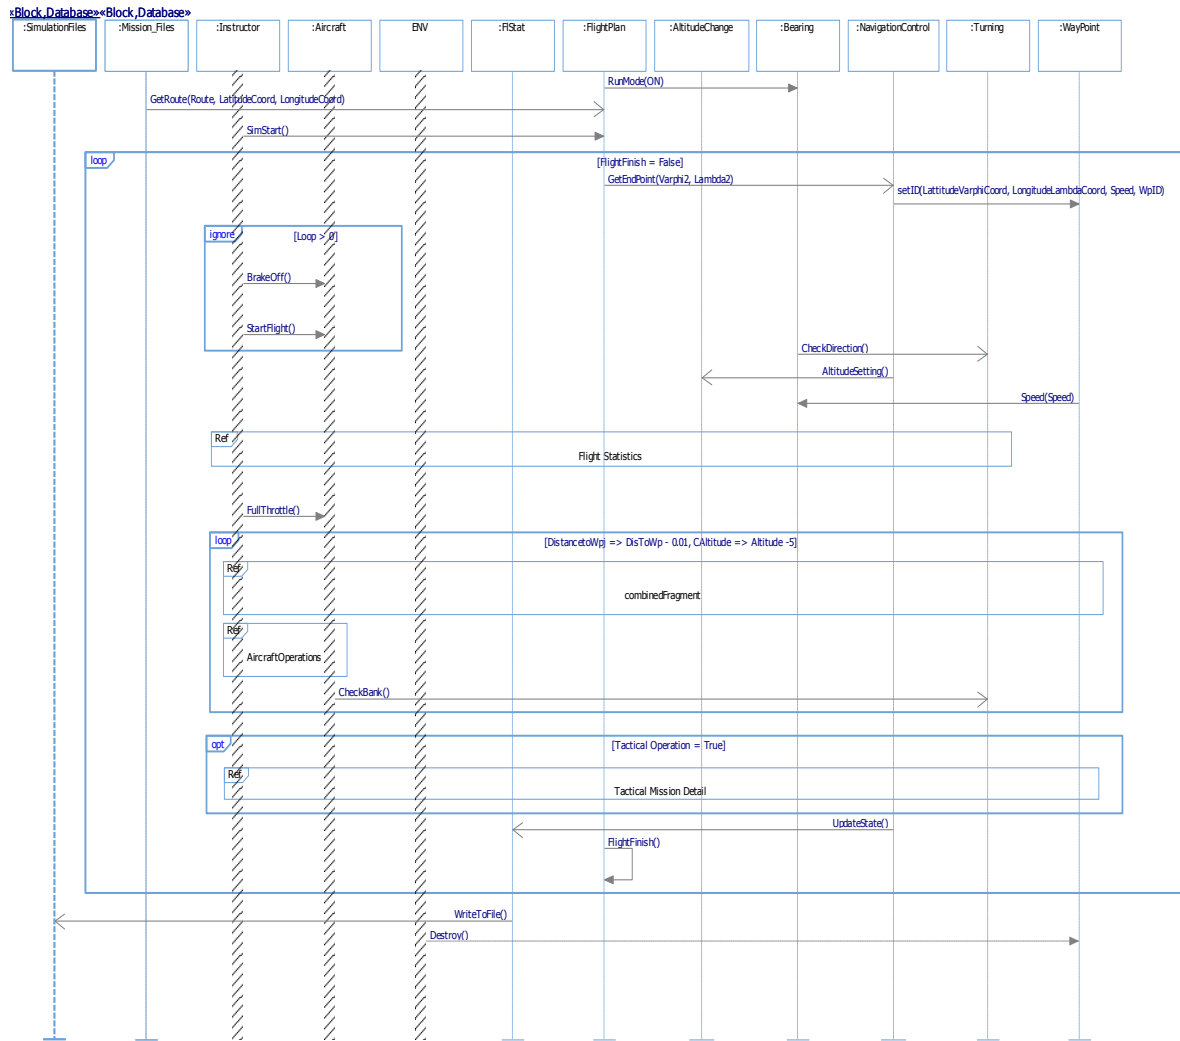 «Block,Database»«Block,Database»
:SimulationFiles :Mission_Files :Instructor :Aircraft ENV :FlStat :FlightPlan :AltitudeChange :Bearing :NavigationControl :Turning :WayPoint
RunMode(ON)
GetRoute(Route, LatitudeCoord, LongitudeCoord)
SimStart()
loop [FlightFinish = False]
GetEndPoint(Varphi2, Lambda2)
setID(LattitudeVarphiCoord, LongitudeLambdaCoord, Speed, WpID)
ignore [Loop > 0]
BrakeOff()
StartFlight()
CheckDirection()
AltitudeSetting()
Speed(Speed)
Ref
Flight Statistics
FullThrottle()
loop [DistancetoWpj => DisToWp - 0.01, CAltitude => Altitude -5]
Ref
combinedFragment
Ref
AircraftOperations
CheckBank()
opt [Tactical Operation = True]
Ref
Tactical Mission Detail
UpdateState()
FlightFinish()
WriteToFile()
Destroy()